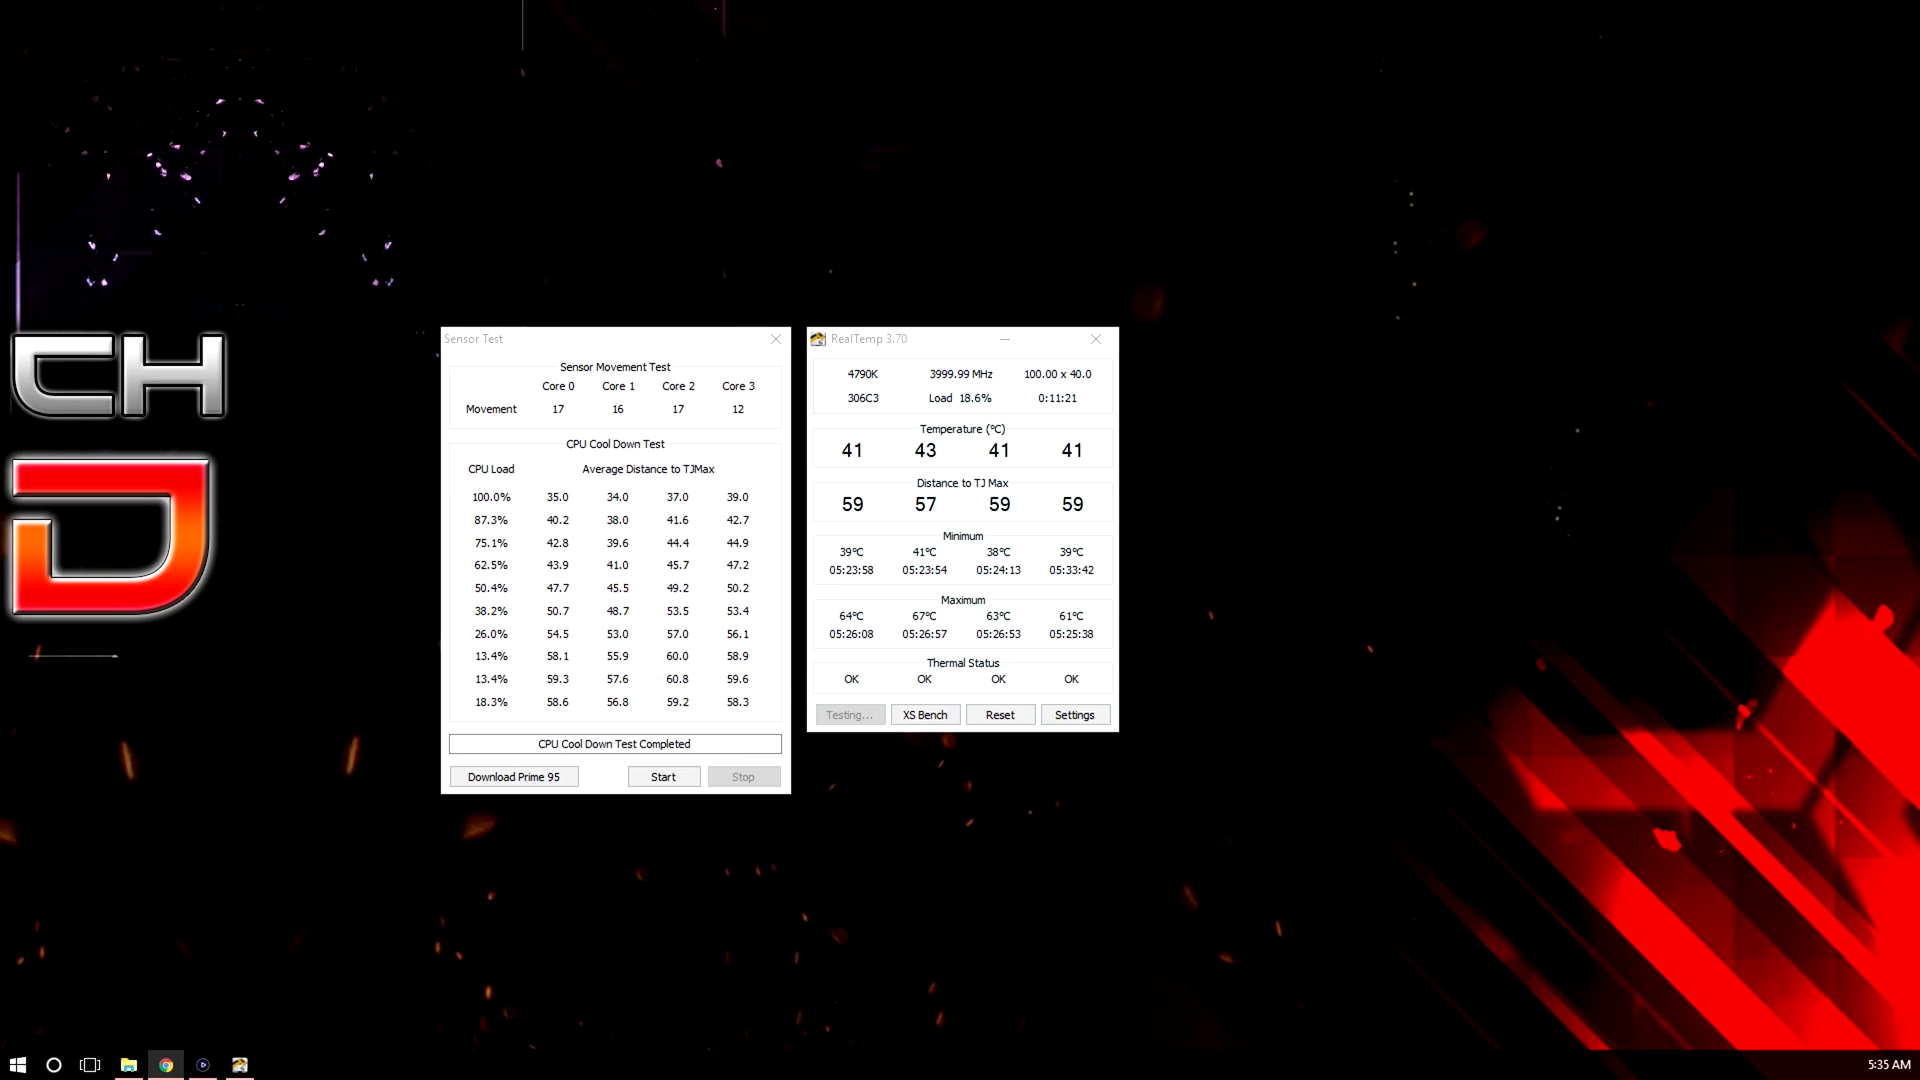 CH
D
Sensor Test
Sensor Movement Test
Core 0 Core 1 Core 2 Core 3
Movement 17 16 17 12
CPU Cool Down Test
CPU Load Average Distance to TJMax
100.0% 35.0 34.0 37.0 39.0
87.3% 40.2 38.0 41.6 42.7
75.1% 42.8 39.6 44.4 44.9
62.5% 43.9 41.0 45.7 47.2
50.4% 47.7 45.5 49.2 50.2
38.2% 50.7 48.7 53.5 53.4
26.0% 54.5 53.0 57.0 56.1
13.4% 58.1 55.9 60.0 58.9
13.4% 59.3 57.6 60.8 59.6
18.3% 58.6 56.8 59.2 58.3
CPU Cool Down Test Completed
Download Prime 95 Start Stop
RealTemp 3.70
4790K 3999.99 MHz 100.00 x 40.0
306C3 Load 18.6% 0:11:21
Temperature (°C)
41 43 41 41
Distance to TJ Max
59 57 59 59
Minimum
39°C 41°C 38°C 39°C
05:23:58 05:23:54 05:24:13 05:33:42
Maximum
64°C 67°C 63°C 61°C
05:26:08 05:26:57 05:26:53 05:25:38
Thermal Status
OK OK OK OK
Testing... XS Bench Reset Settings
5:35 AM